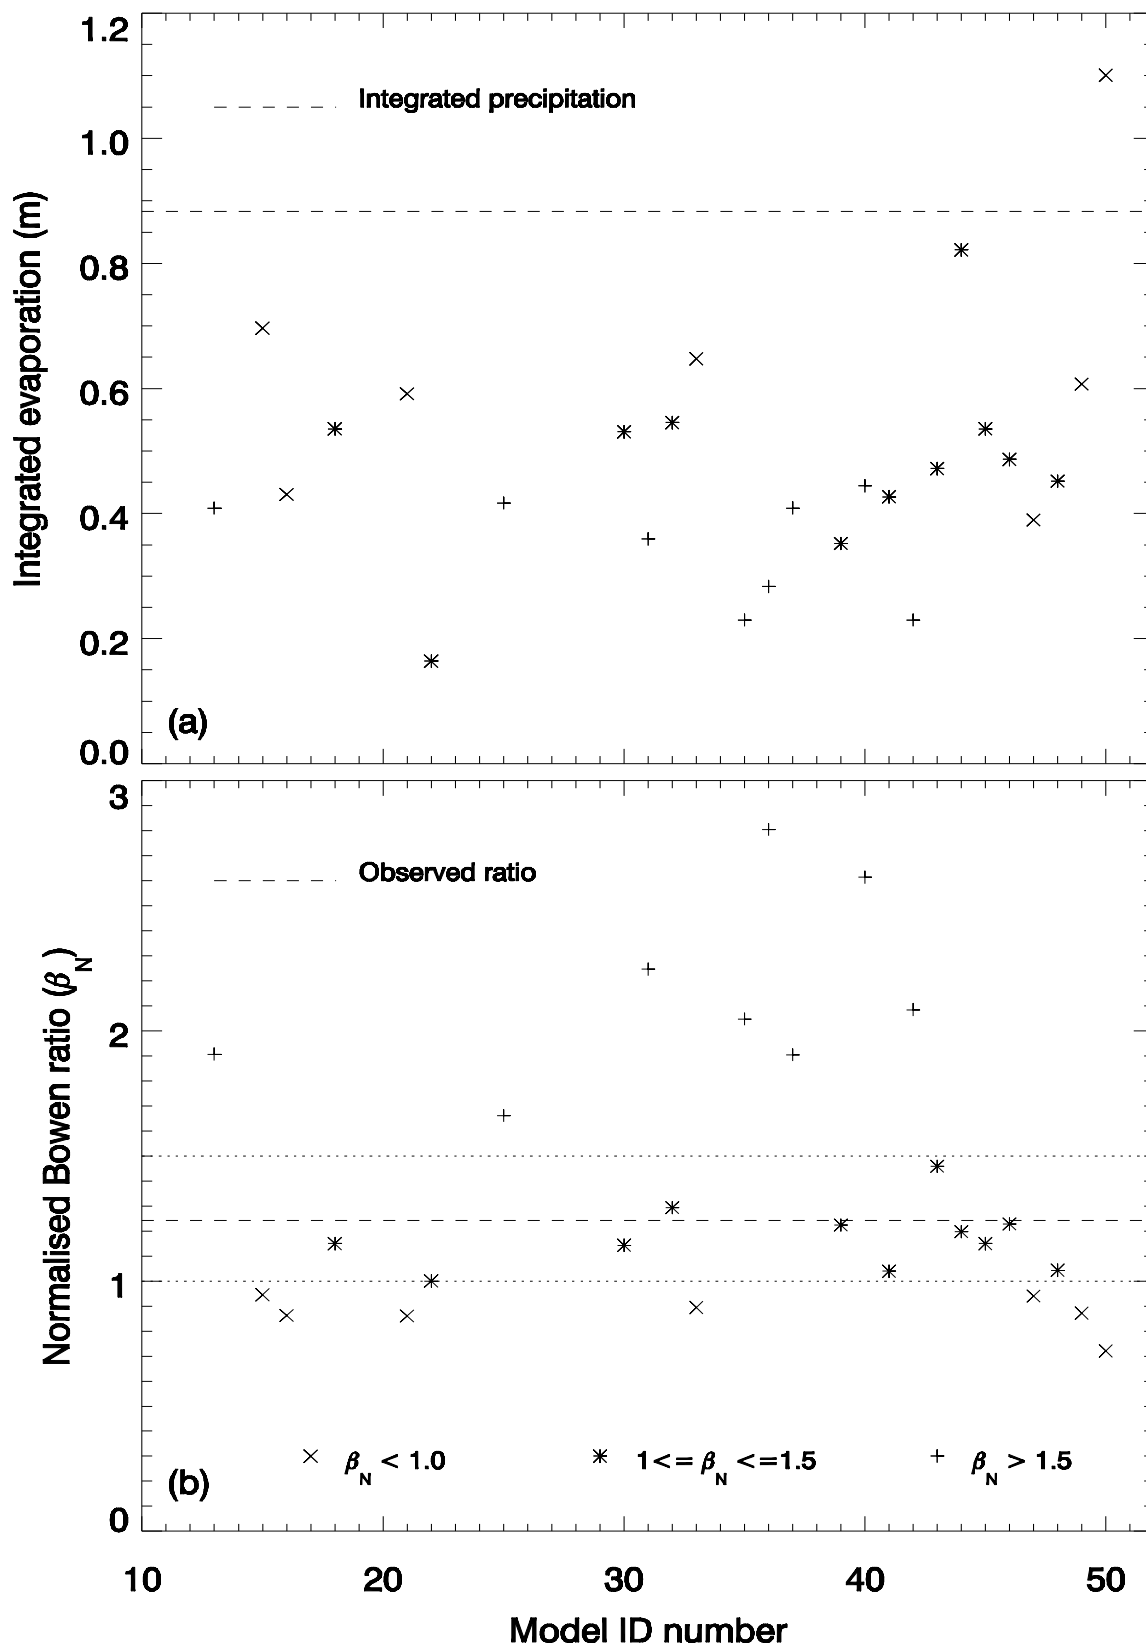 1.2
Integrated precipitation
1.0
0.8
0.6
0.4
0.2
0.0
Integrated evaporation (m)
(a)
3
Observed ratio
2
1
0
Normalised Bowen ratio (βN)
βN < 1.0
1<= βN <=1.5
βN > 1.5
(b)
10 20 30 40 50
Model ID number